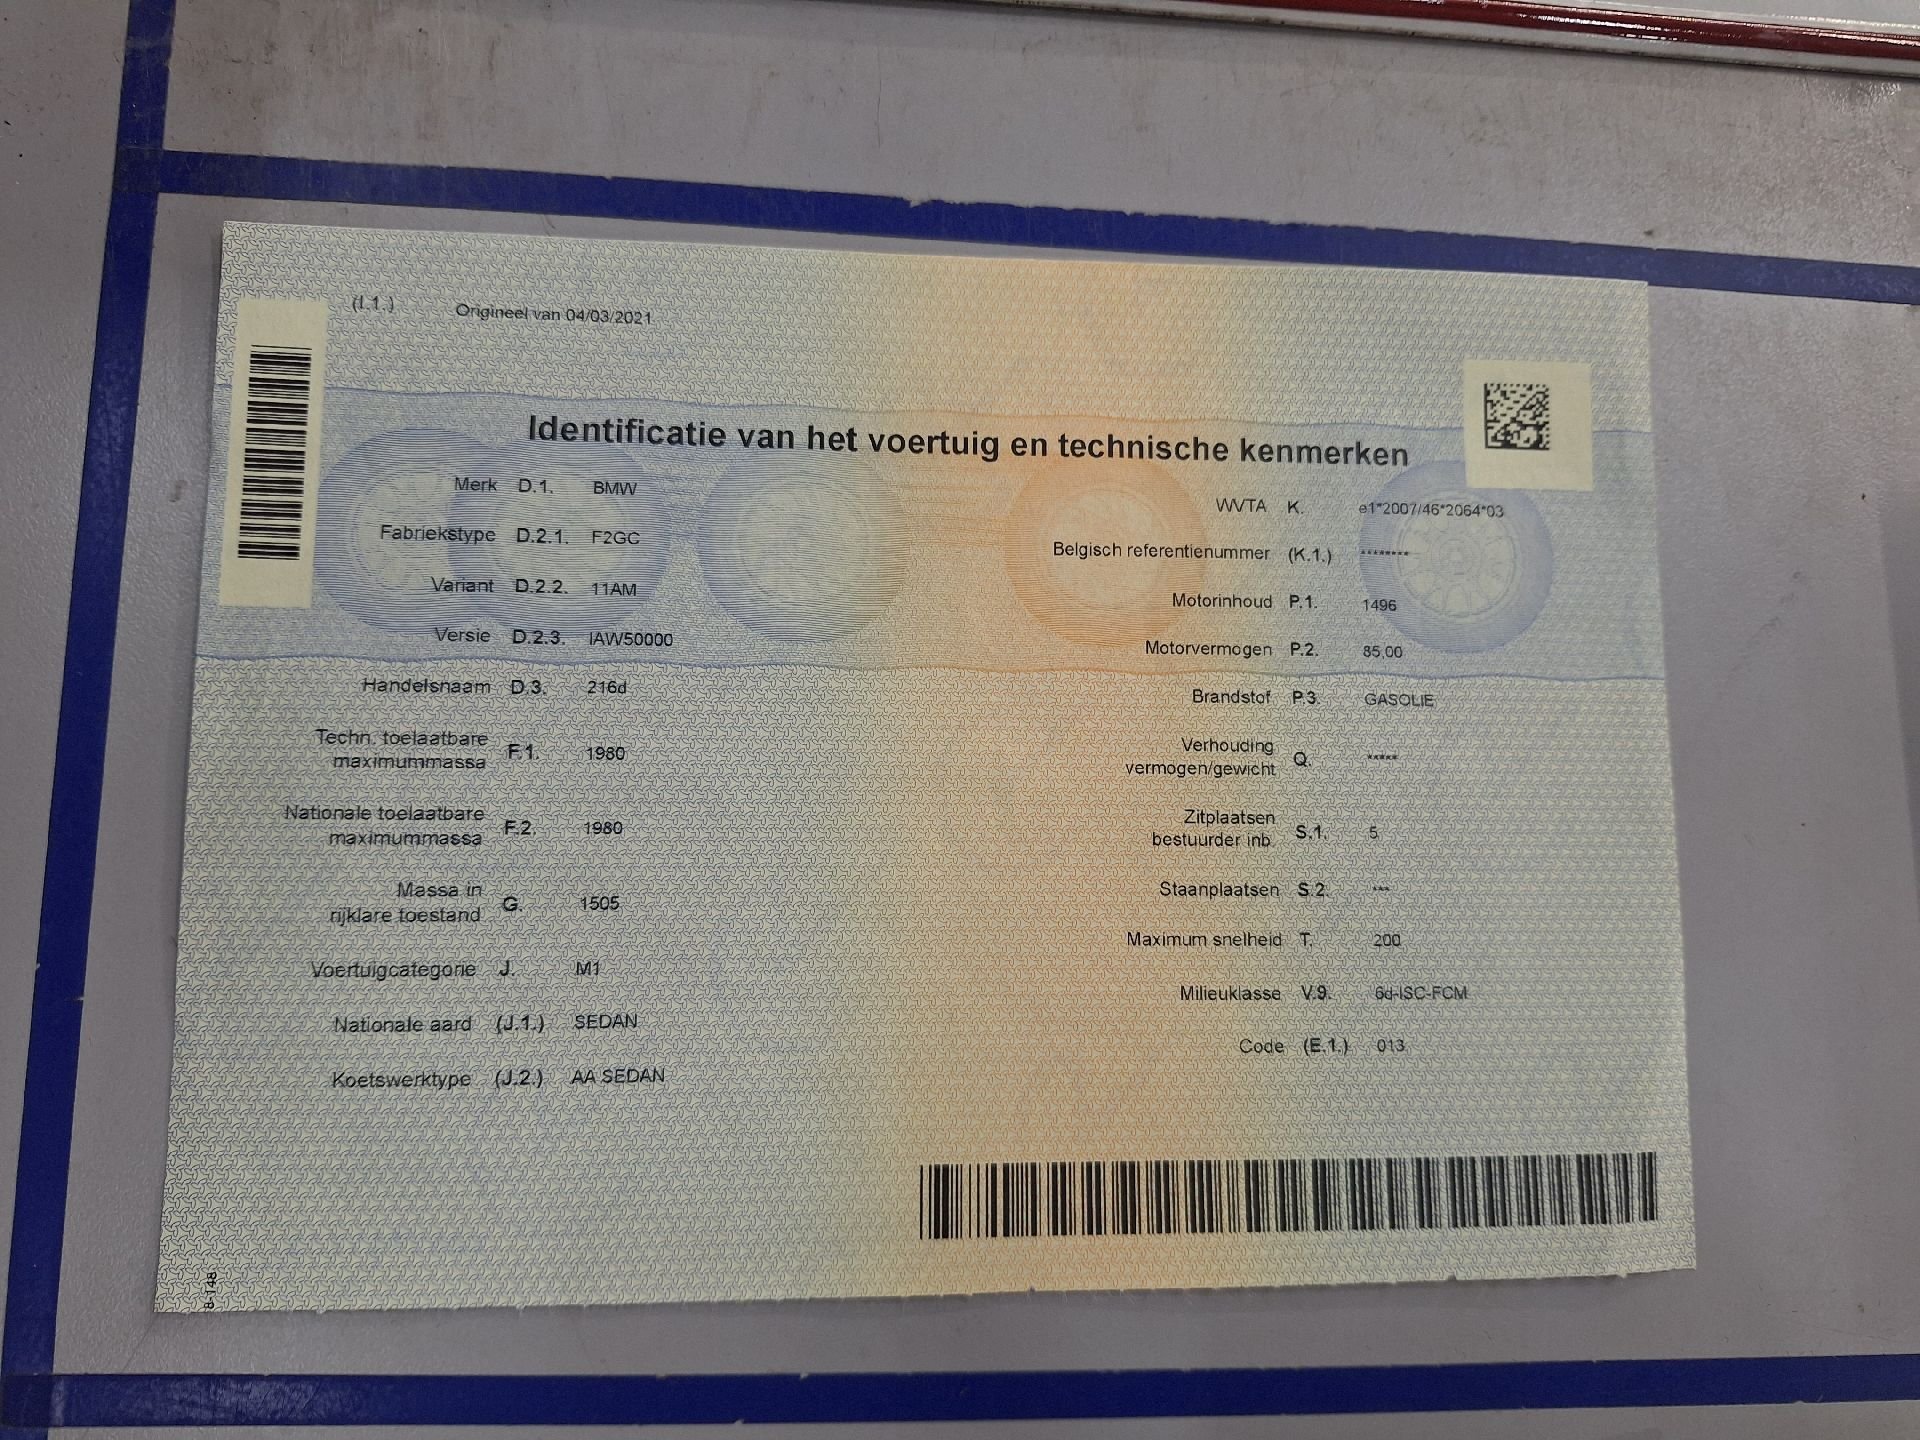 (I.1.) Origineel van 04/03/2021
Identificatie van het voertuig en technische kenmerken
Merk D.1. BMW
Fabriekstype D.2.1. F2GC
Variant D.2.2. 11AM
Versie D.2.3. IAW50000
Handelsnaam D.3. 216d
Techn. toelaatbare
maximummassa F.1. 1980
Nationale toelaatbare
maximummassa F.2. 1980
Massa in
rijklare toestand G. 1505
Voertuigcategorie J. M1
Nationale aard (J.1.) SEDAN
Koetswerktype (J.2.) AA SEDAN
WVTA K. e1*2007/46*2064*03
Belgisch referentienummer (K.1.) ********
Motorinhoud P.1. 1496
Motorvermogen P.2. 85,00
Brandstof P.3. GASOLIE
Verhouding
vermogen/gewicht Q. *****
Zitplaatsen
bestuurder inb. S.1. 5
Staanplaatsen S.2. ***
Maximum snelheid T. 200
Milieuklasse V.9. 6d-ISC-FCM
Code (E.1.) 013
8-148